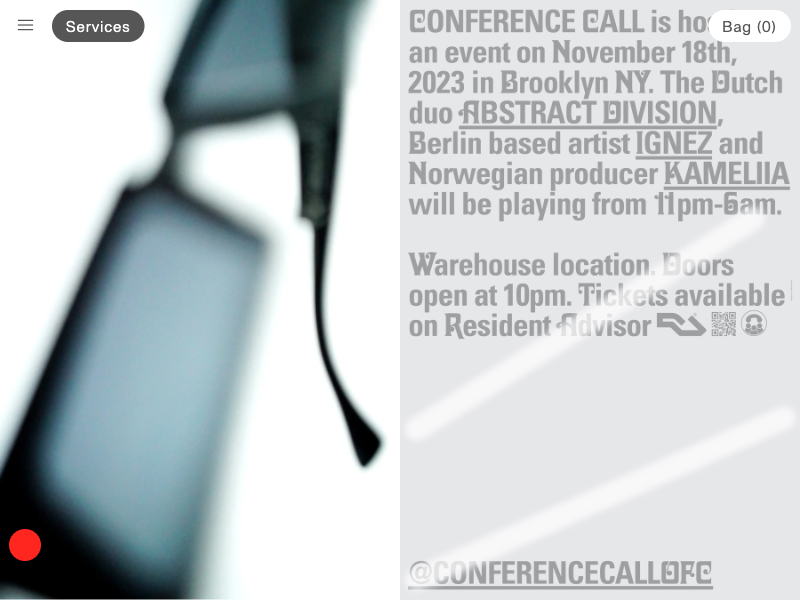 Services
Bag (0)
CONFERENCE CALL is
an event on November 18th,
2023 in Brooklyn NY. The Dutch
duo ABSTRACT DIVISION,
Berlin based artist IGNEZ and
Norwegian producer KAMELIIA
will be playing from 11pm-6am.
Warehouse location. Doors
open at 10pm. Tickets available
on Resident Advisor
@CONFERENCECALLOFC